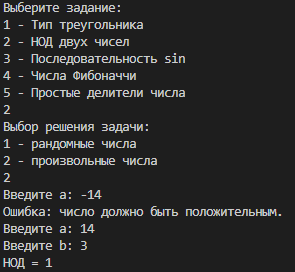 Выберите задание:
1 - Тип треугольника
2 - НОД двух чисел
3 - Последовательность sin
4 - Числа Фибоначчи
5 - Простые делители числа
2
Выбор решения задачи:
1 - рандомные числа
2 - произвольные числа
2
Введите a: -14
Ошибка: число должно быть положительным.
Введите a: 14
Введите b: 3
НОД = 1